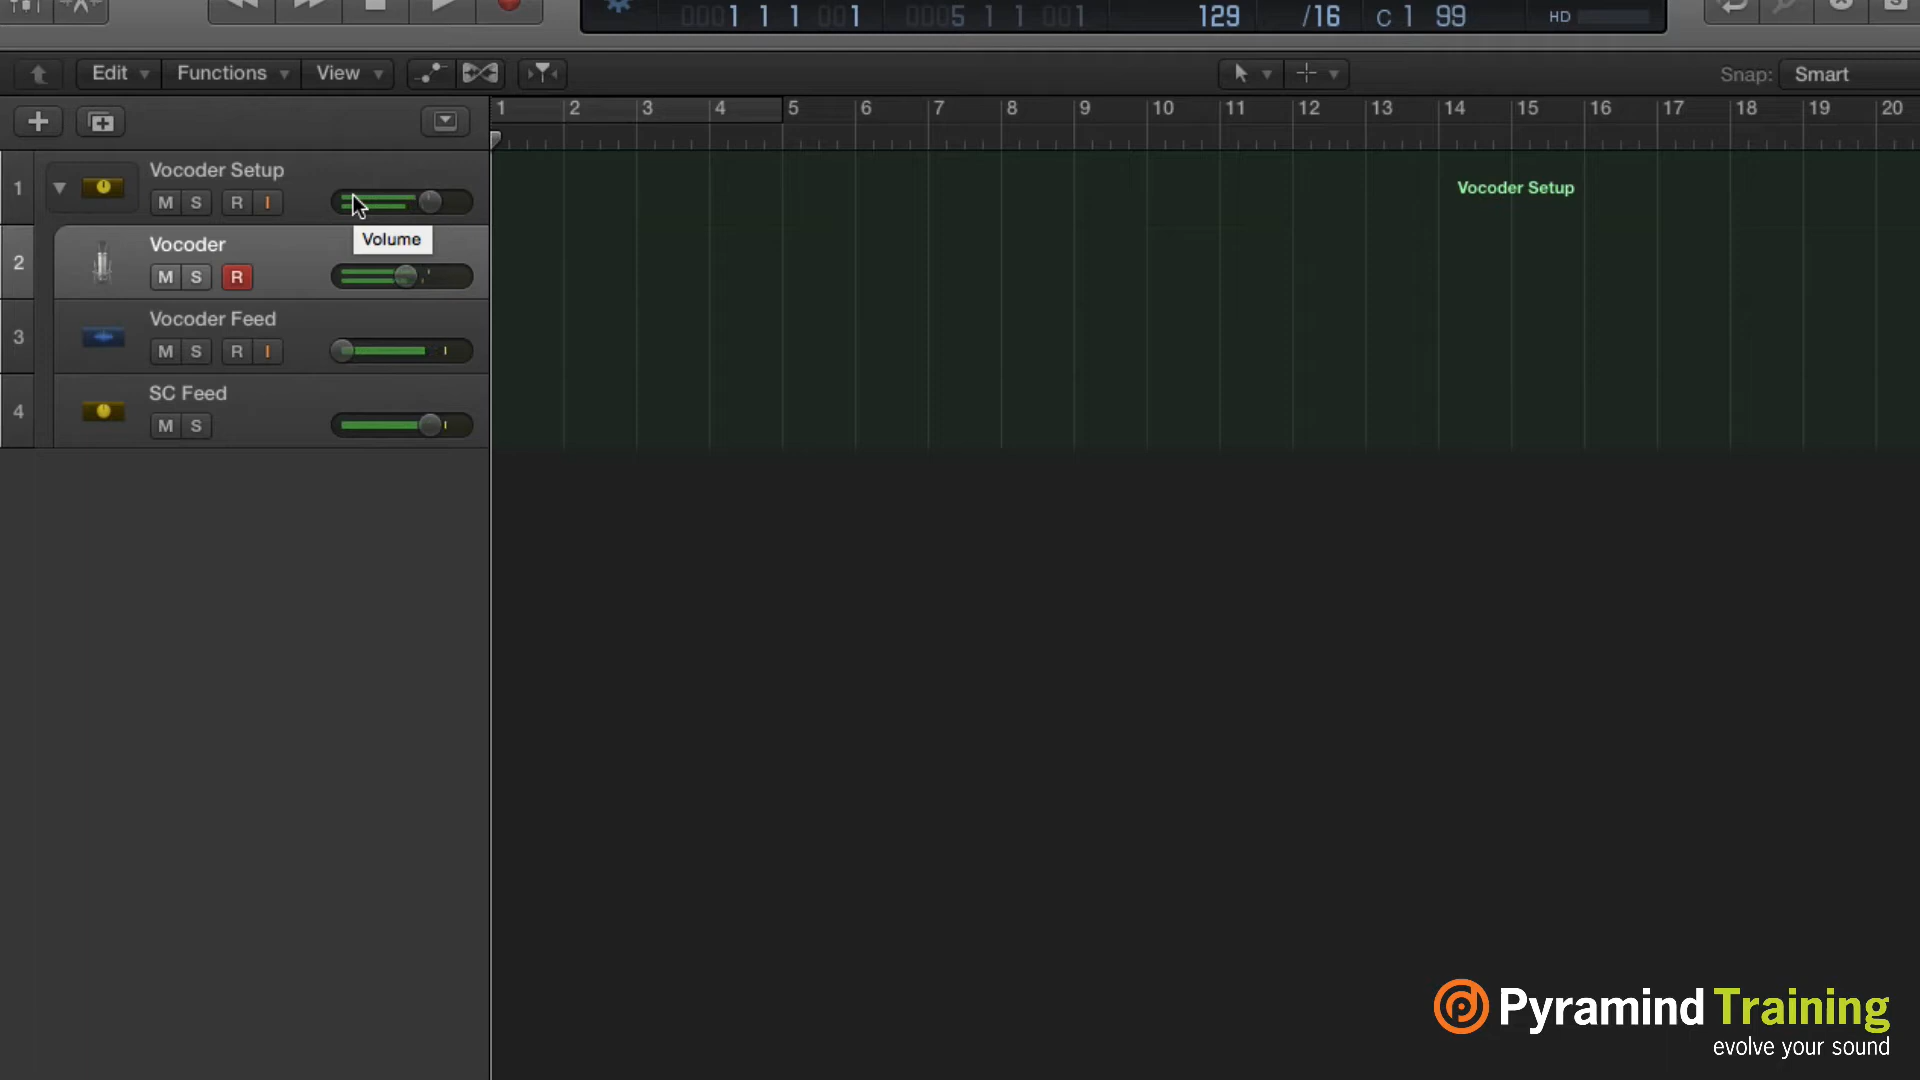 0001 1 1 001 0005 1 1 001 129 /16 C 1 99 HD
Edit Functions View Snap: Smart
1 2 3 4 5 6 7 8 9 10 11 12 13 14 15 16 17 18 19 20
1 Vocoder Setup
M S R I
Vocoder Setup
Volume
2 Vocoder
M S R
3 Vocoder Feed
M S R I
4 SC Feed
M S
Pyramind Training
evolve your sound